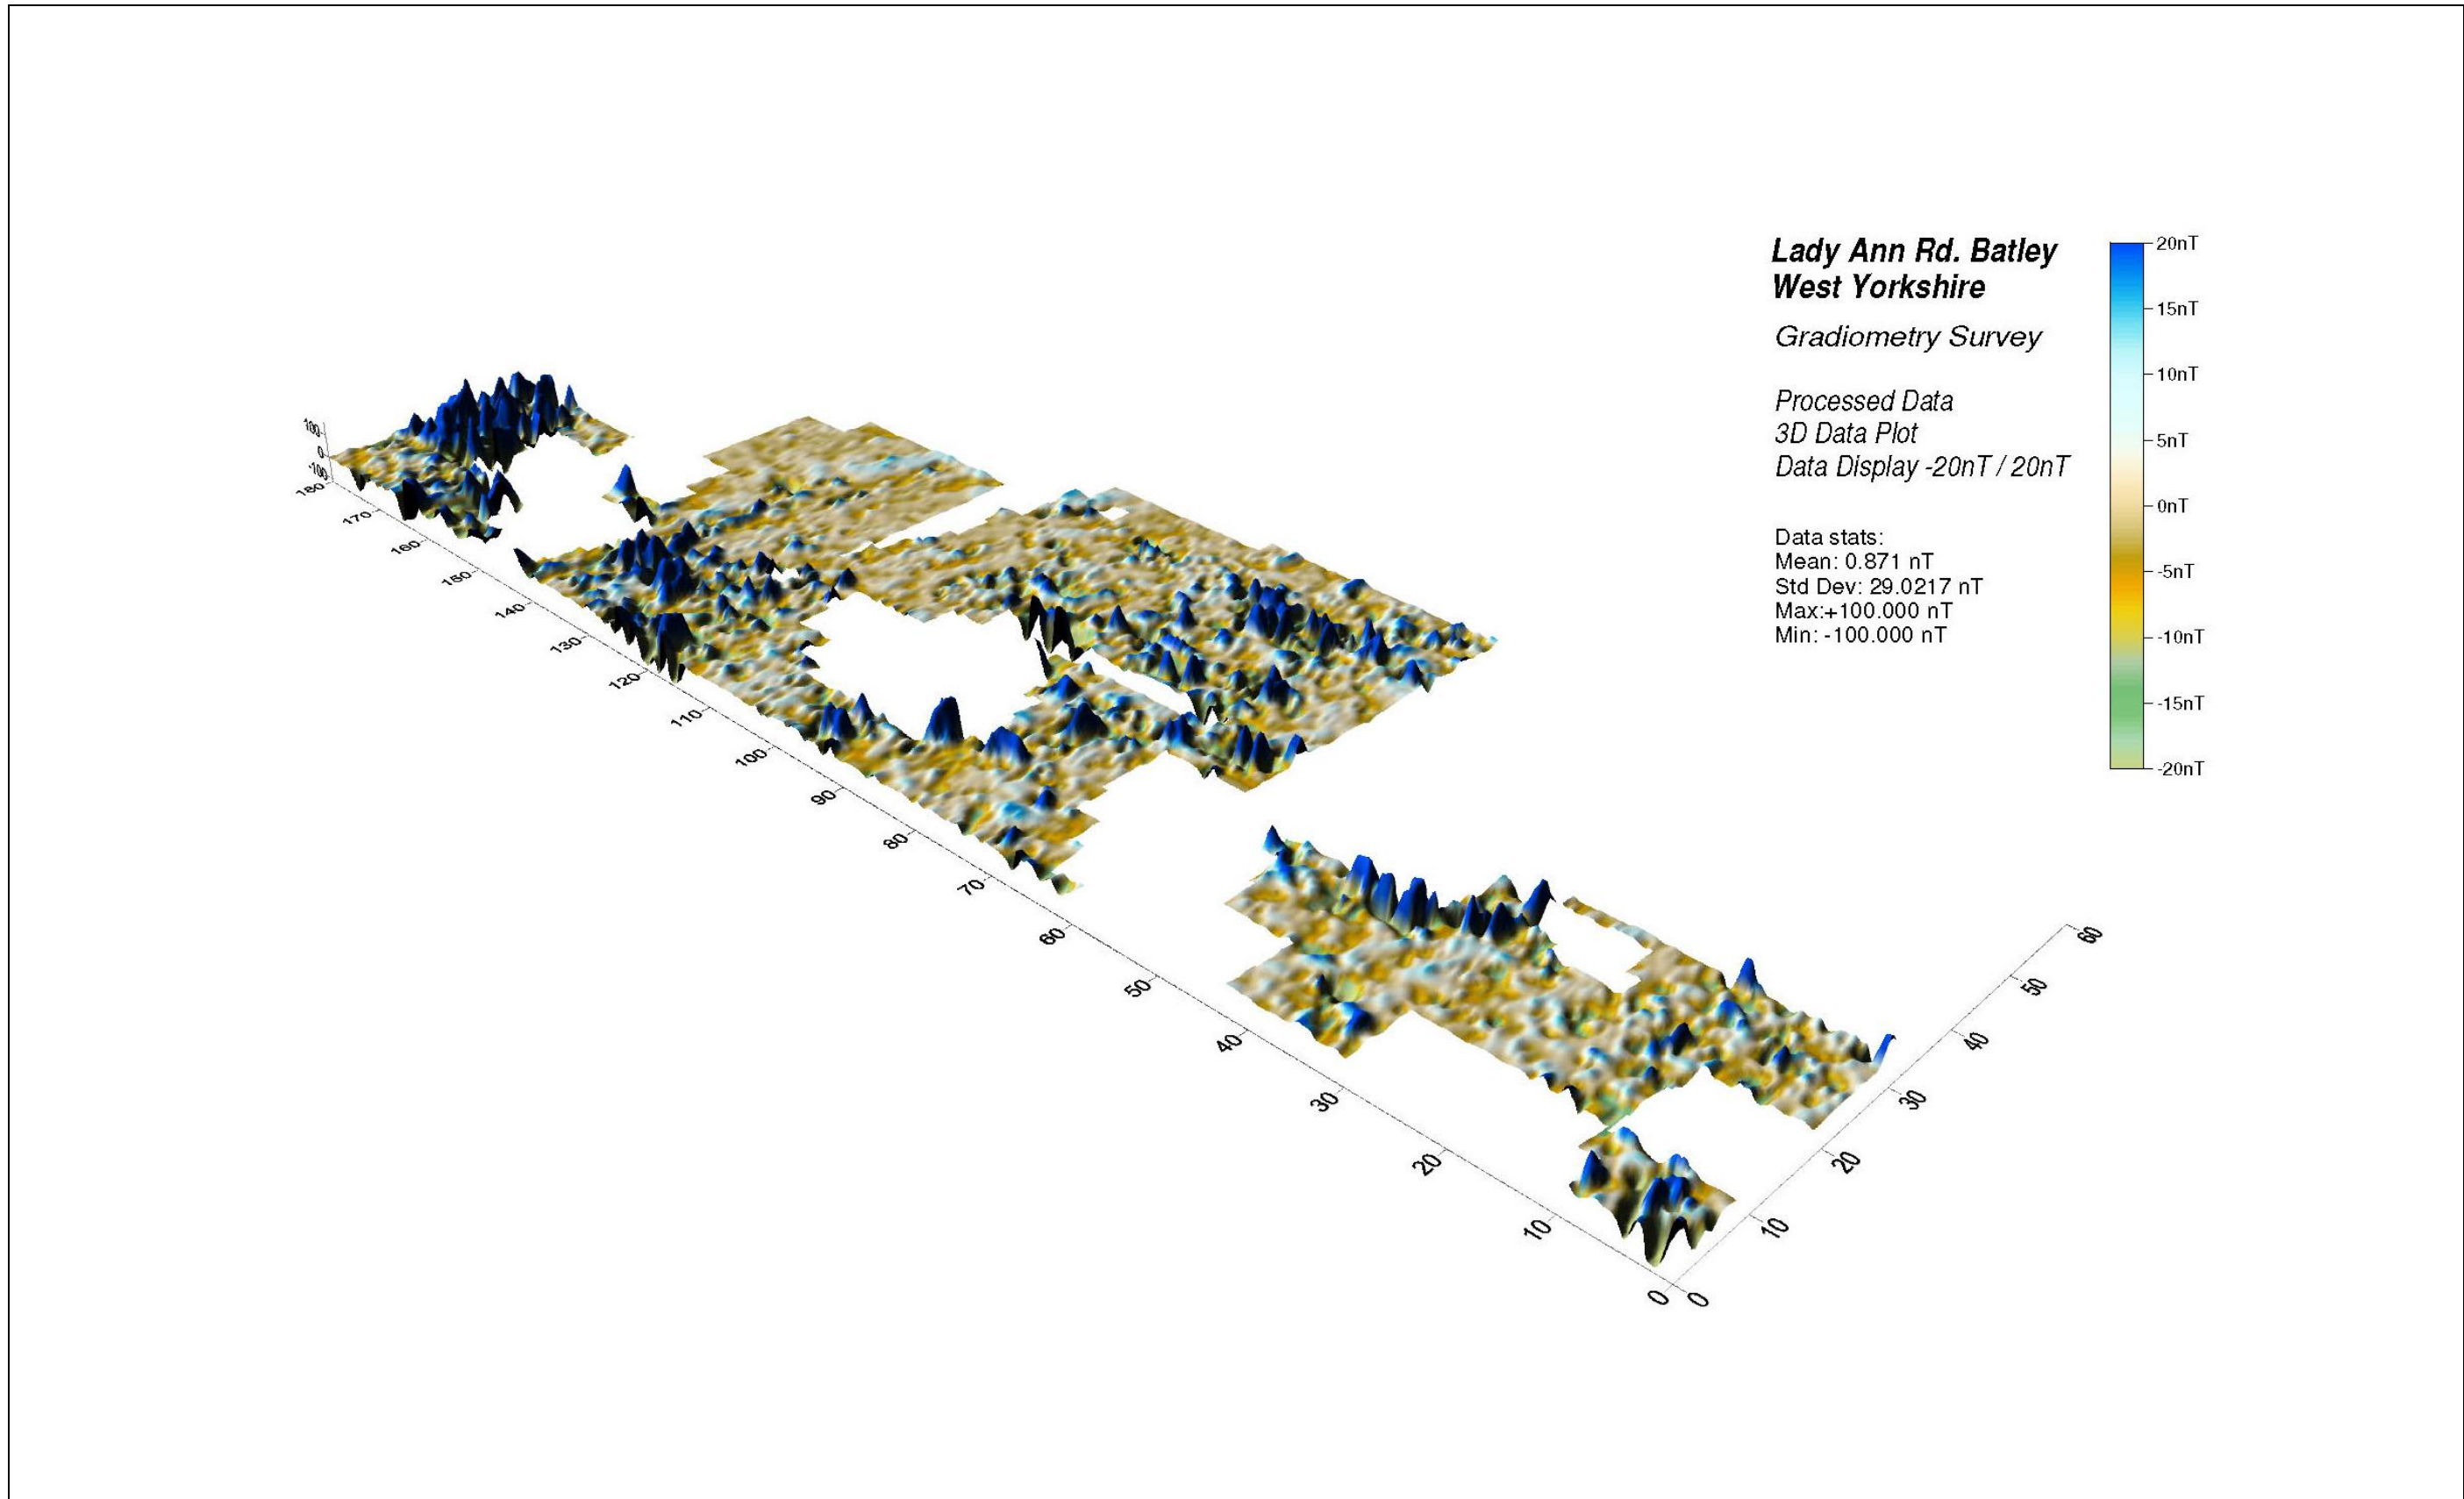 Lady Ann Rd. Batley
West Yorkshire
Gradiometry Survey
Processed Data
3D Data Plot
Data Display -20nT / 20nT
Data stats:
Mean: 0.871 nT
Std Dev: 29.0217 nT
Max:+100.000 nT
Min: -100.000 nT
20nT
15nT
10nT
5nT
0nT
-5nT
-10nT
-15nT
-20nT
100
0
-100
180
170
160
150
140
130
120
110
100
90
80
70
60
50
40
30
20
10
0
0
10
20
30
40
50
60